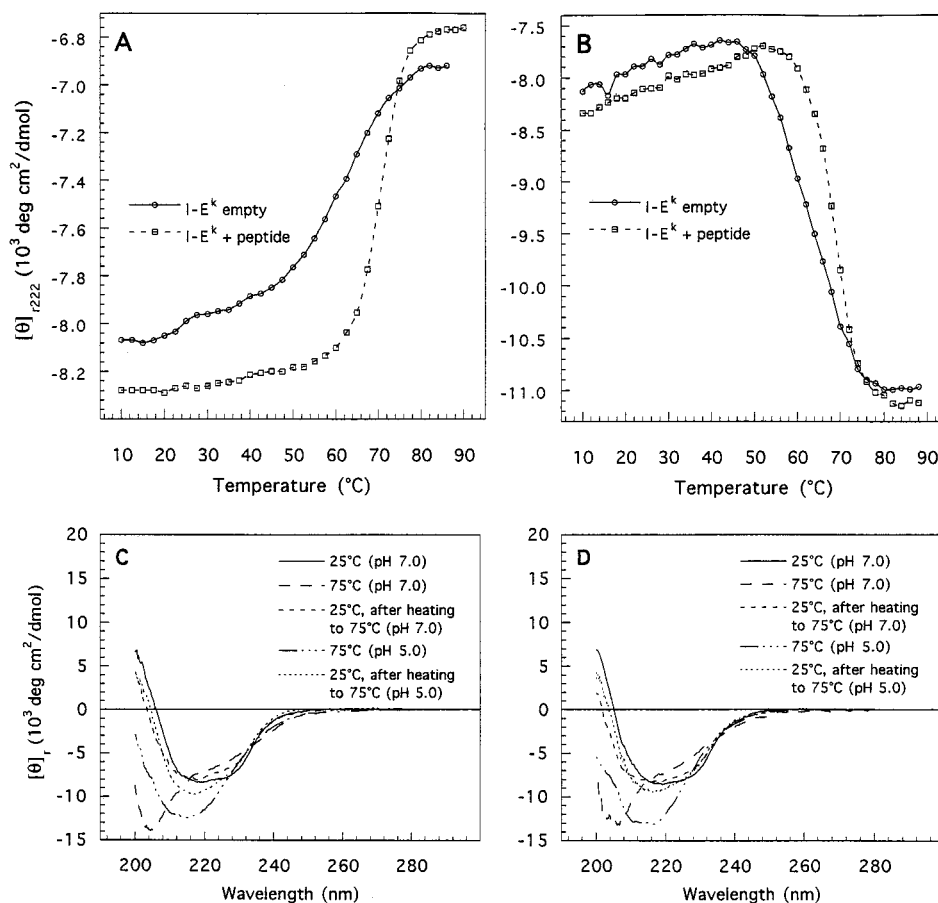 A
-6.8
-7.0
-7.2
-7.4
-7.6
-7.8
-8.0
-8.2
[θ]r222 (10³ deg cm²/dmol)
I-Eᵏ empty
I-Eᵏ + peptide
10 20 30 40 50 60 70 80 90
Temperature (°C)
B
-7.5
-8.0
-8.5
-9.0
-9.5
-10.0
-10.5
-11.0
I-Eᵏ empty
I-Eᵏ + peptide
10 20 30 40 50 60 70 80 90
Temperature (°C)
C
20
15
10
5
0
-5
-10
-15
[θ]r (10³ deg cm²/dmol)
25°C (pH 7.0)
75°C (pH 7.0)
25°C, after heating
to 75°C (pH 7.0)
75°C (pH 5.0)
25°C, after heating
to 75°C (pH 5.0)
200 220 240 260 280
Wavelength (nm)
D
20
15
10
5
0
-5
-10
-15
25°C (pH 7.0)
75°C (pH 7.0)
25°C, after heating
to 75°C (pH 7.0)
75°C (pH 5.0)
25°C, after heating
to 75°C (pH 5.0)
200 220 240 260 280
Wavelength (nm)